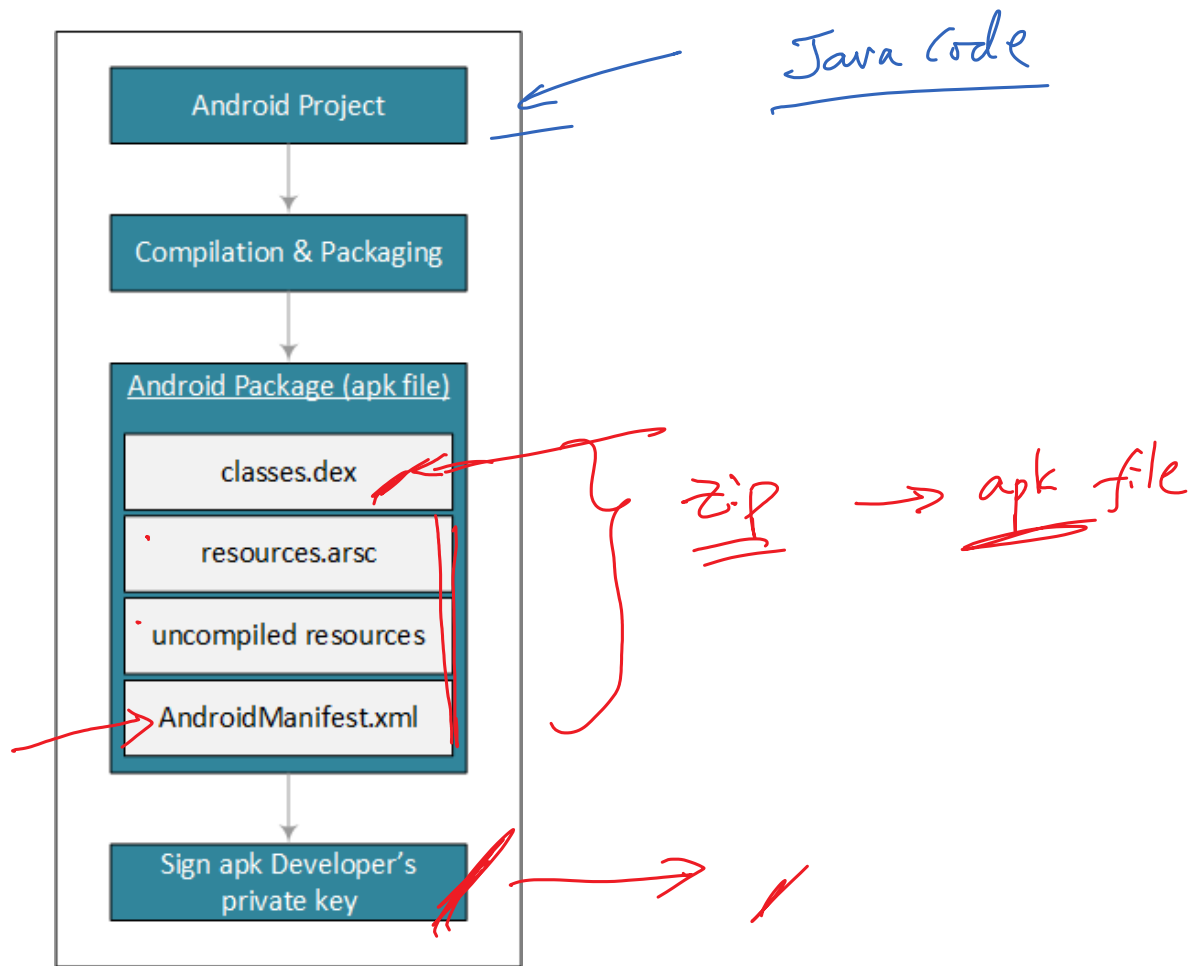 Java Code
Android Project
Compilation & Packaging
Android Package (apk file)
classes.dex
resources.arsc
zip → apk file
uncompiled resources
AndroidManifest.xml
Sign apk Developer's
private key